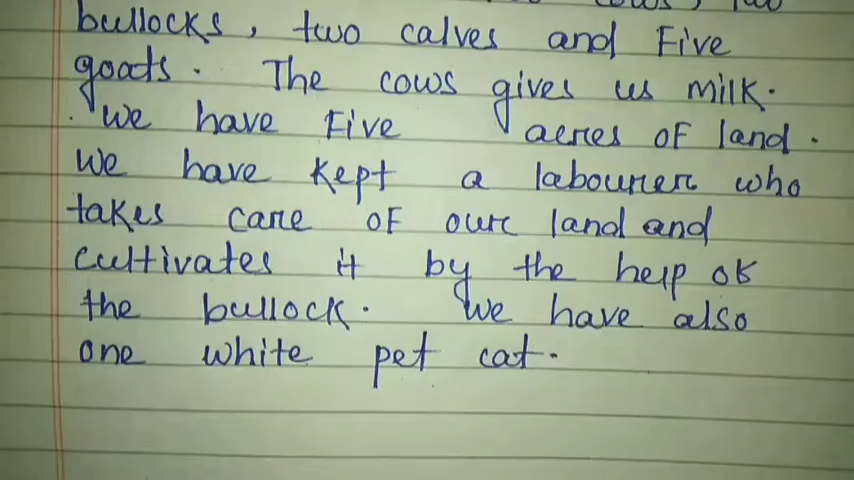 cows, two
bullocks, two calves and Five
goats. The cows gives us milk.
We have Five acres of land.
We have kept a labourer who
takes care of our land and
cultivates it by the help of
the bullock. We have also
one white pet cat.